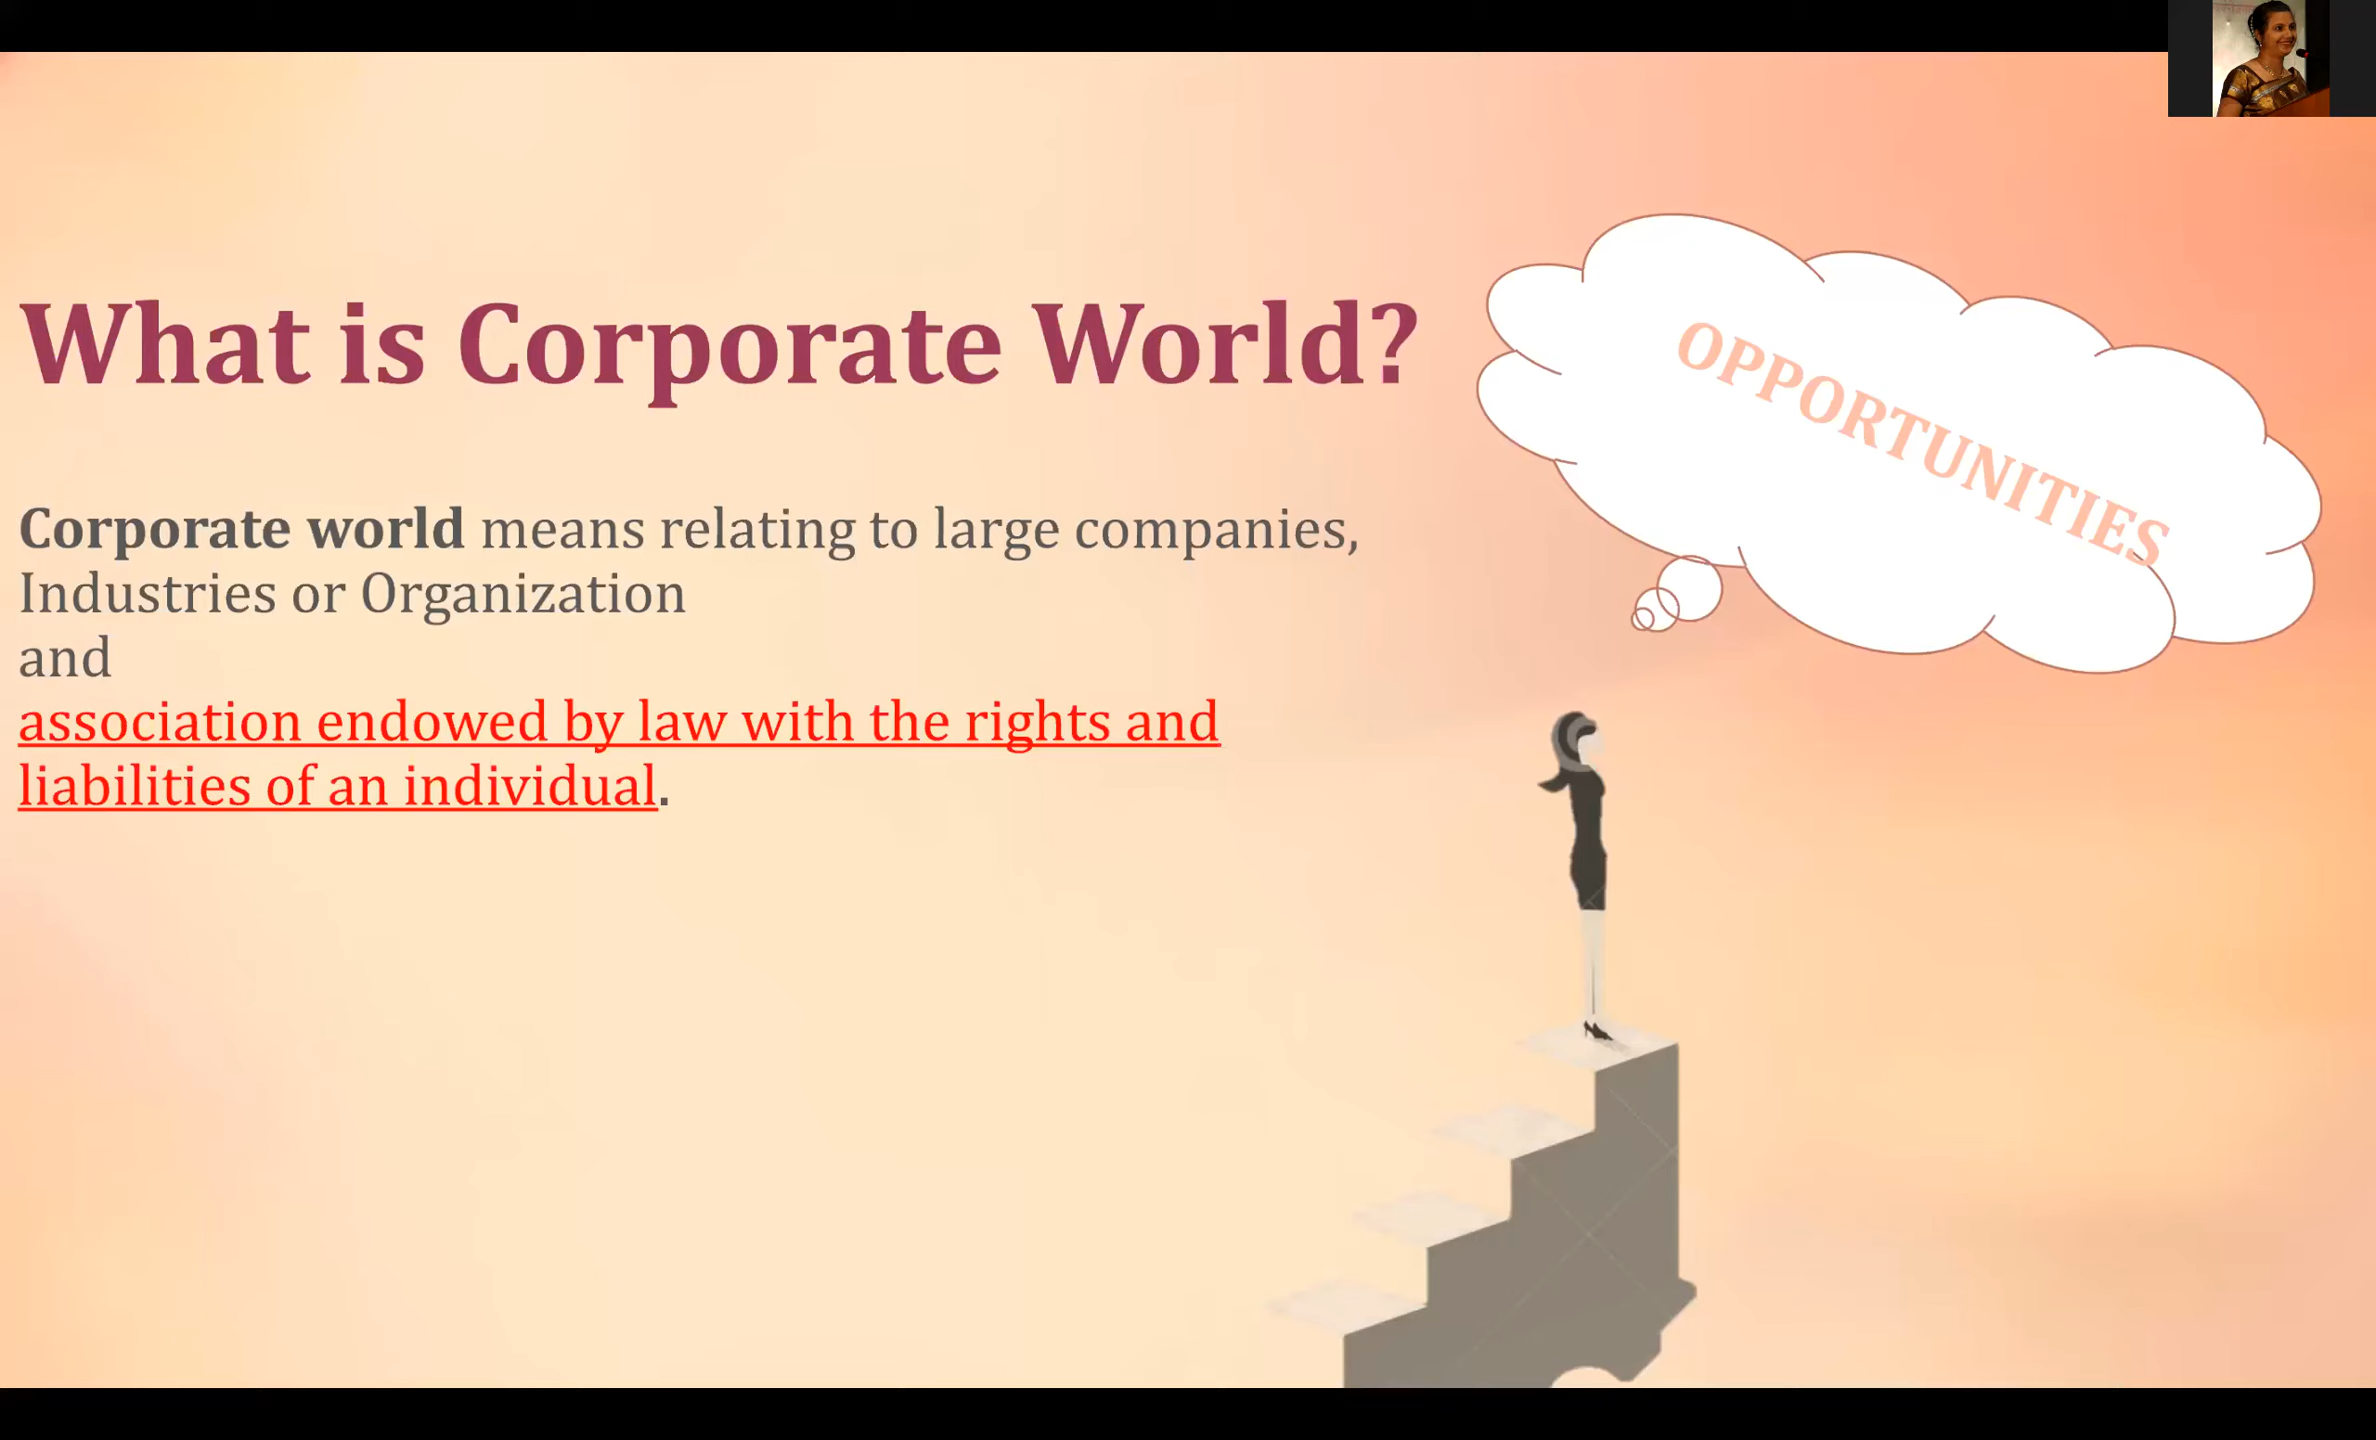 What is Corporate World?
OPPORTUNITIES
Corporate world means relating to large companies,
Industries or Organization
and
association endowed by law with the rights and
liabilities of an individual.